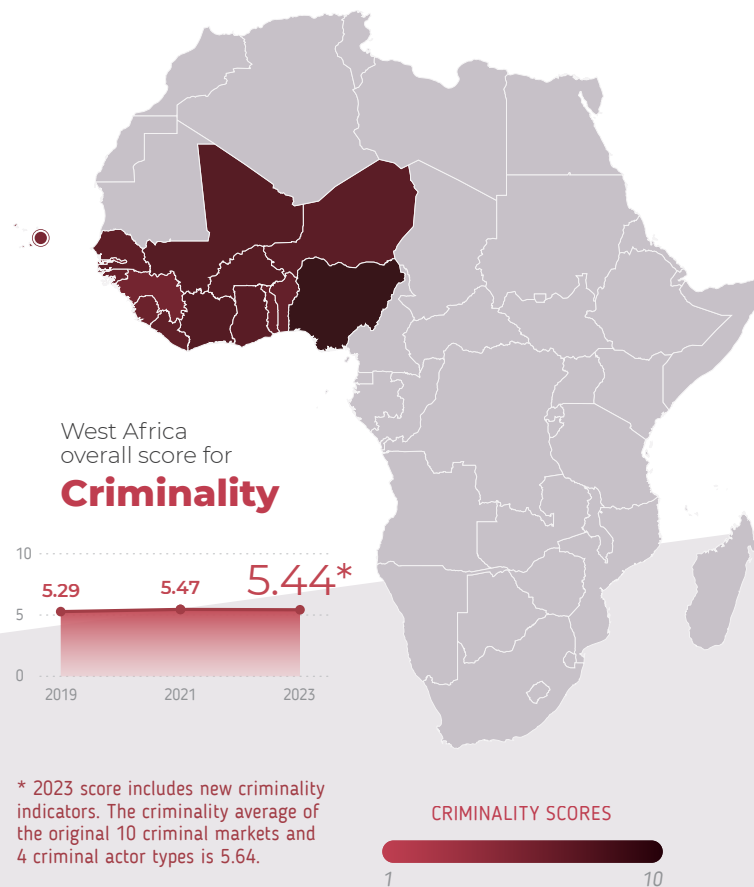 West Africa
overall score for
Criminality
10
5.29
5.47
5.44*
5
0
2019
2021
2023
* 2023 score includes new criminality
indicators. The criminality average of
the original 10 criminal markets and
4 criminal actor types is 5.64.
CRIMINALITY SCORES
1
10